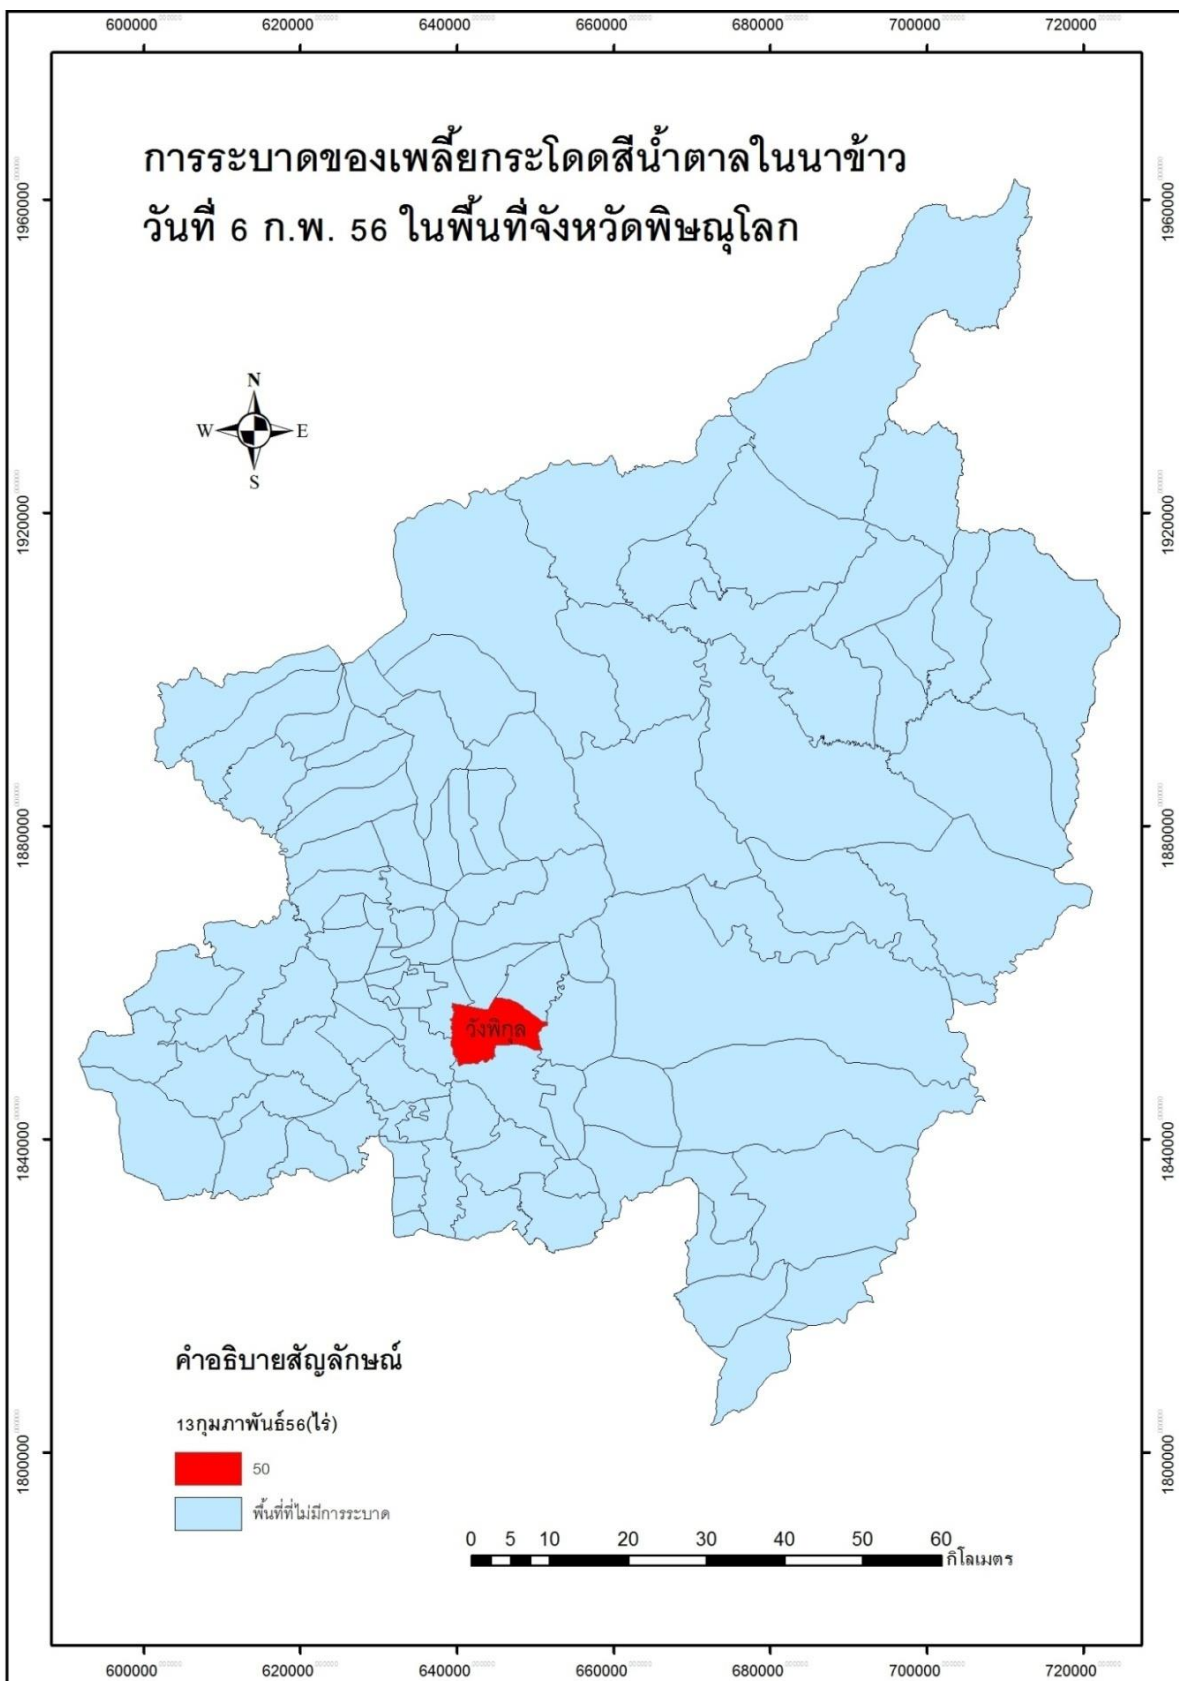 600000 620000 640000 660000 680000 700000 720000
การระบาดของเพลี้ยกระโดดสีน้ำตาลในนาข้าว
วันที่ 6 ก.พ. 56 ในพื้นที่จังหวัดพิษณุโลก
1960000
1960000
N
W E
S
1920000
1920000
1880000
1880000
วังพิกุล
1840000
1840000
คำอธิบายสัญลักษณ์
13กุมภาพันธ์56(ไร่)
50
พื้นที่ที่ไม่มีการระบาด
1800000
1800000
0 5 10 20 30 40 50 60
กิโลเมตร
600000 620000 640000 660000 680000 700000 720000